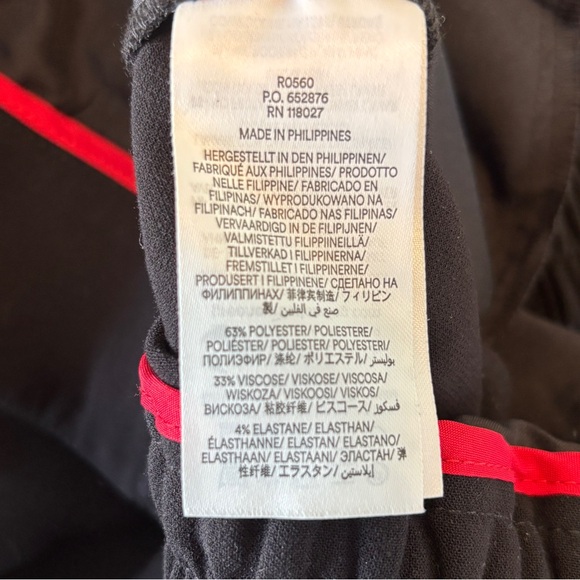 R0560
P.O. 652876
RN 118027
MADE IN PHILIPPINES
HERGESTELLT IN DEN PHILIPPINEN/
FABRIQUÉ AUX PHILIPPINES/ PRODOTTO
NELLE FILIPPINE/ FABRICADO EN
FILIPINAS/ WYPRODUKOWANO NA
FILIPINACH/ FABRICADO NAS FILIPINAS/
VERVAARDIGD IN DE FILIPIJNEN/
VALMISTETTU FILIPPIINEILLÄ/
TILLVERKAD I FILIPPINERNA/
FREMSTILLET I FILIPPINERNE/
PRODUSERT I FILIPPINENE/ СДЕЛАНО НА
ФИЛИППИНАХ/ 菲律宾制造/ フィリピン
製/ صنع في الفلبين
63% POLYESTER/ POLIESTERE/
POLIÉSTER/ POLIESTER/ POLYESTERI/
ПОЛИЭФИР/ 涤纶/ ポリエステル/ بوليستر
33% VISCOSE/ VISKOSE/ VISCOSA/
WISKOZA/ VISKOOSI/ VISKOS/
ВИСКОЗА/ 粘胶纤维/ ビスコース/ فسكوز
4% ELASTANE/ ELASTHAN/
ÉLASTHANNE/ ELASTAN/ ELASTANO/
ELASTHAAN/ ELASTAANI/ ЭЛАСТАН/ 弹
性纤维/ エラスタン/ إيلاستين